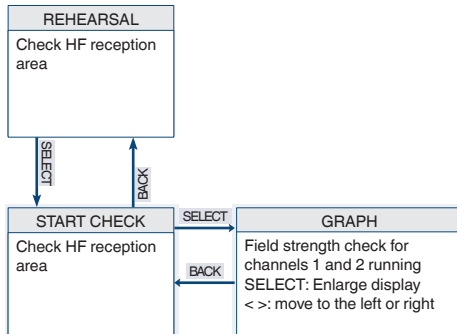 REHEARSAL
Check HF reception
area
SELECT
BACK
START CHECK
Check HF reception
area
SELECT
BACK
GRAPH
Field strength check for
channels 1 and 2 running
SELECT: Enlarge display
< >: move to the left or right